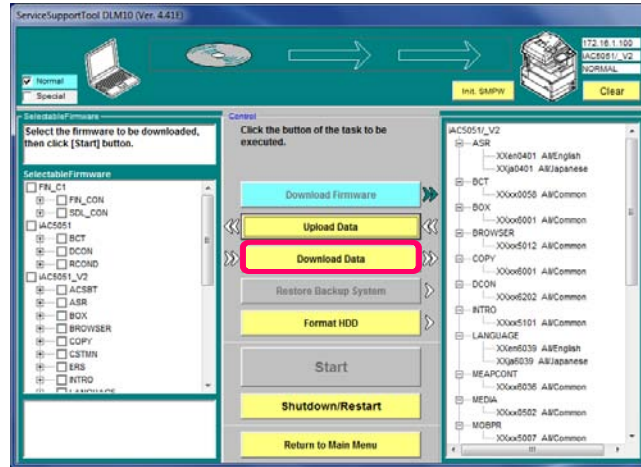 ServiceSupportTool DLM10 (Ver. 4.41E)
172.16.1.100
iAC5051/_V2
NORMAL
Normal
Special
Init. SMPW
Clear
SelectableFirmware
Select the firmware to be downloaded,
then click [Start] button.
SelectableFirmware
FIN_C1
FIN_CON
SDL_CON
iAC5051
BCT
DCON
RCOND
iAC5051_V2
ACSBT
ASR
BOX
BROWSER
COPY
CSTMN
ERS
INTRO
LANGUAGE
Control
Click the button of the task to be
executed.
Download Firmware
Upload Data
Download Data
Restore Backup System
Format HDD
Start
Shutdown/Restart
Return to Main Menu
iAC5051/_V2
ASR
XXen0401 All/English
XXja0401 All/Japanese
BCT
XXxx0058 All/Common
BOX
XXxx6001 All/Common
BROWSER
XXxx5012 All/Common
COPY
XXxx6001 All/Common
DCON
XXxx6202 All/Common
INTRO
XXxx5101 All/Common
LANGUAGE
XXen6039 All/English
XXja6039 All/Japanese
MEAPCONT
XXxx6036 All/Common
MEDIA
XXxx0502 All/Common
MOBPR
XXxx5007 All/Common